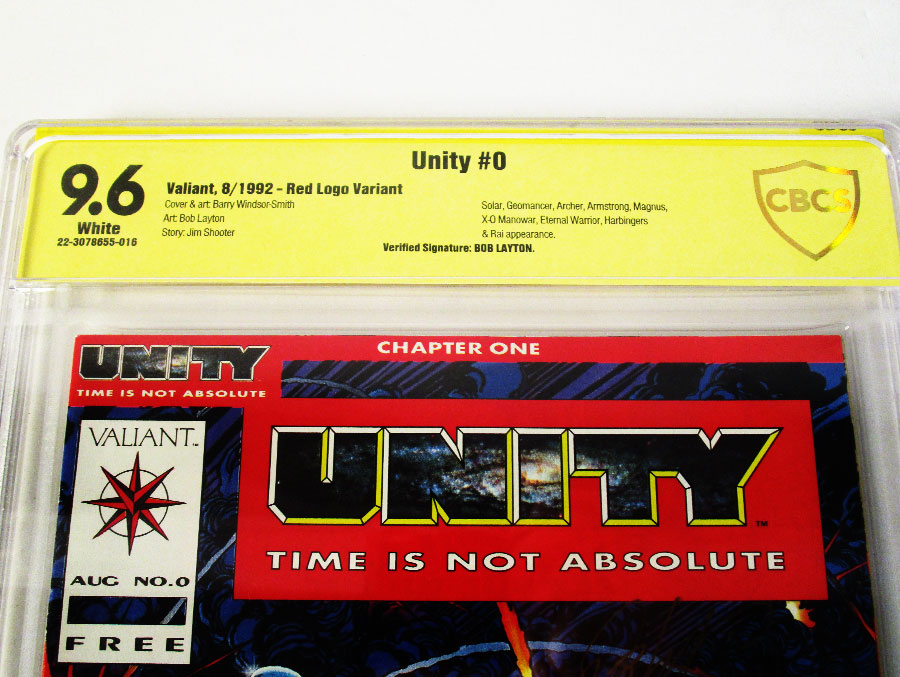 Unity #0
9.6
White
22-3078655-016
Valiant, 8/1992 - Red Logo Variant
Cover & art: Barry Windsor-Smith
Art: Bob Layton
Story: Jim Shooter
Solar, Geomancer, Archer, Armstrong, Magnus,
X-O Manowar, Eternal Warrior, Harbingers
& Rai appearance.
Verified Signature: BOB LAYTON.
CBCS
UNITY
TIME IS NOT ABSOLUTE
CHAPTER ONE
VALIANT™
AUG NO.0
FREE
UNITY™
TIME IS NOT ABSOLUTE